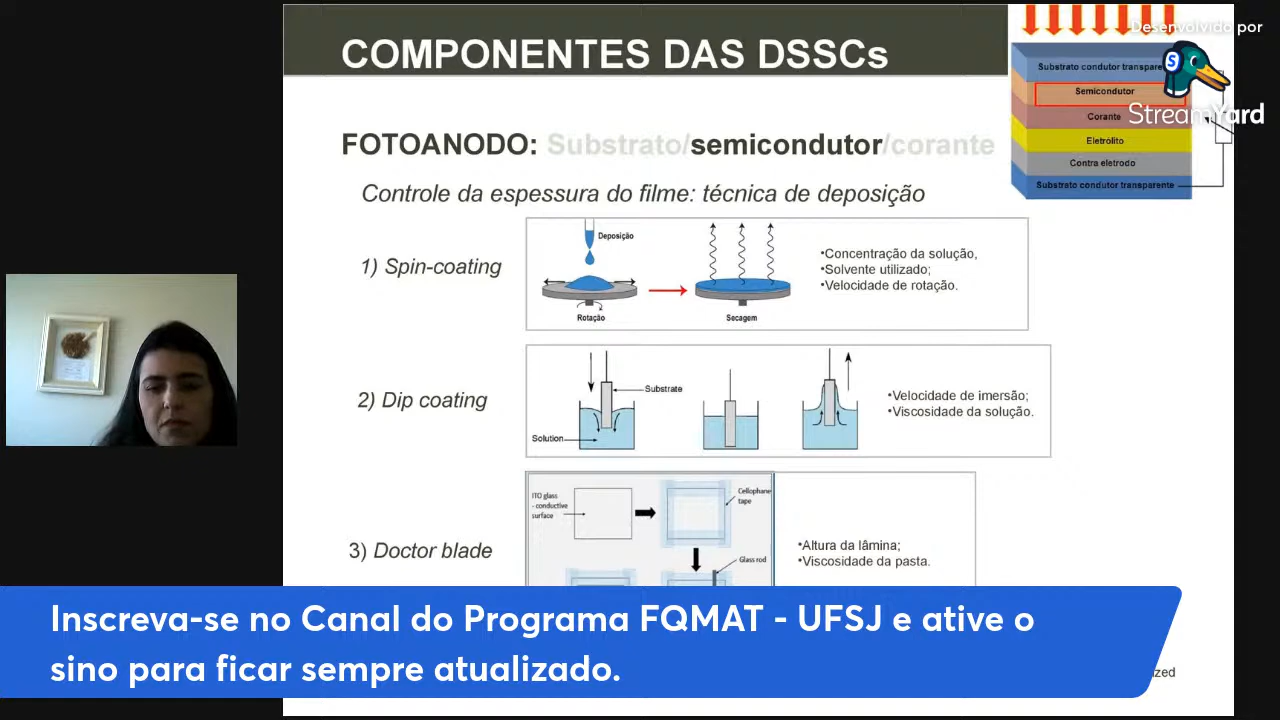 COMPONENTES DAS DSSCs
Desenvolvido por
StreamYard
Substrato condutor transpare
Semicondutor
Corante
Eletrólito
Contra eletrodo
Substrato condutor transparente
FOTOANODO: Substrato/semicondutor/corante
Controle da espessura do filme: técnica de deposição
1) Spin-coating
Deposição
Rotação
Secagem
•Concentração da solução,
•Solvente utilizado;
•Velocidade de rotação.
2) Dip coating
Substrate
Solution
•Velocidade de imersão;
•Viscosidade da solução.
3) Doctor blade
ITO glass
- conductive
surface
Cellophane
tape
Glass rod
•Altura da lâmina;
•Viscosidade da pasta.
Inscreva-se no Canal do Programa FQMAT - UFSJ e ative o
sino para ficar sempre atualizado.